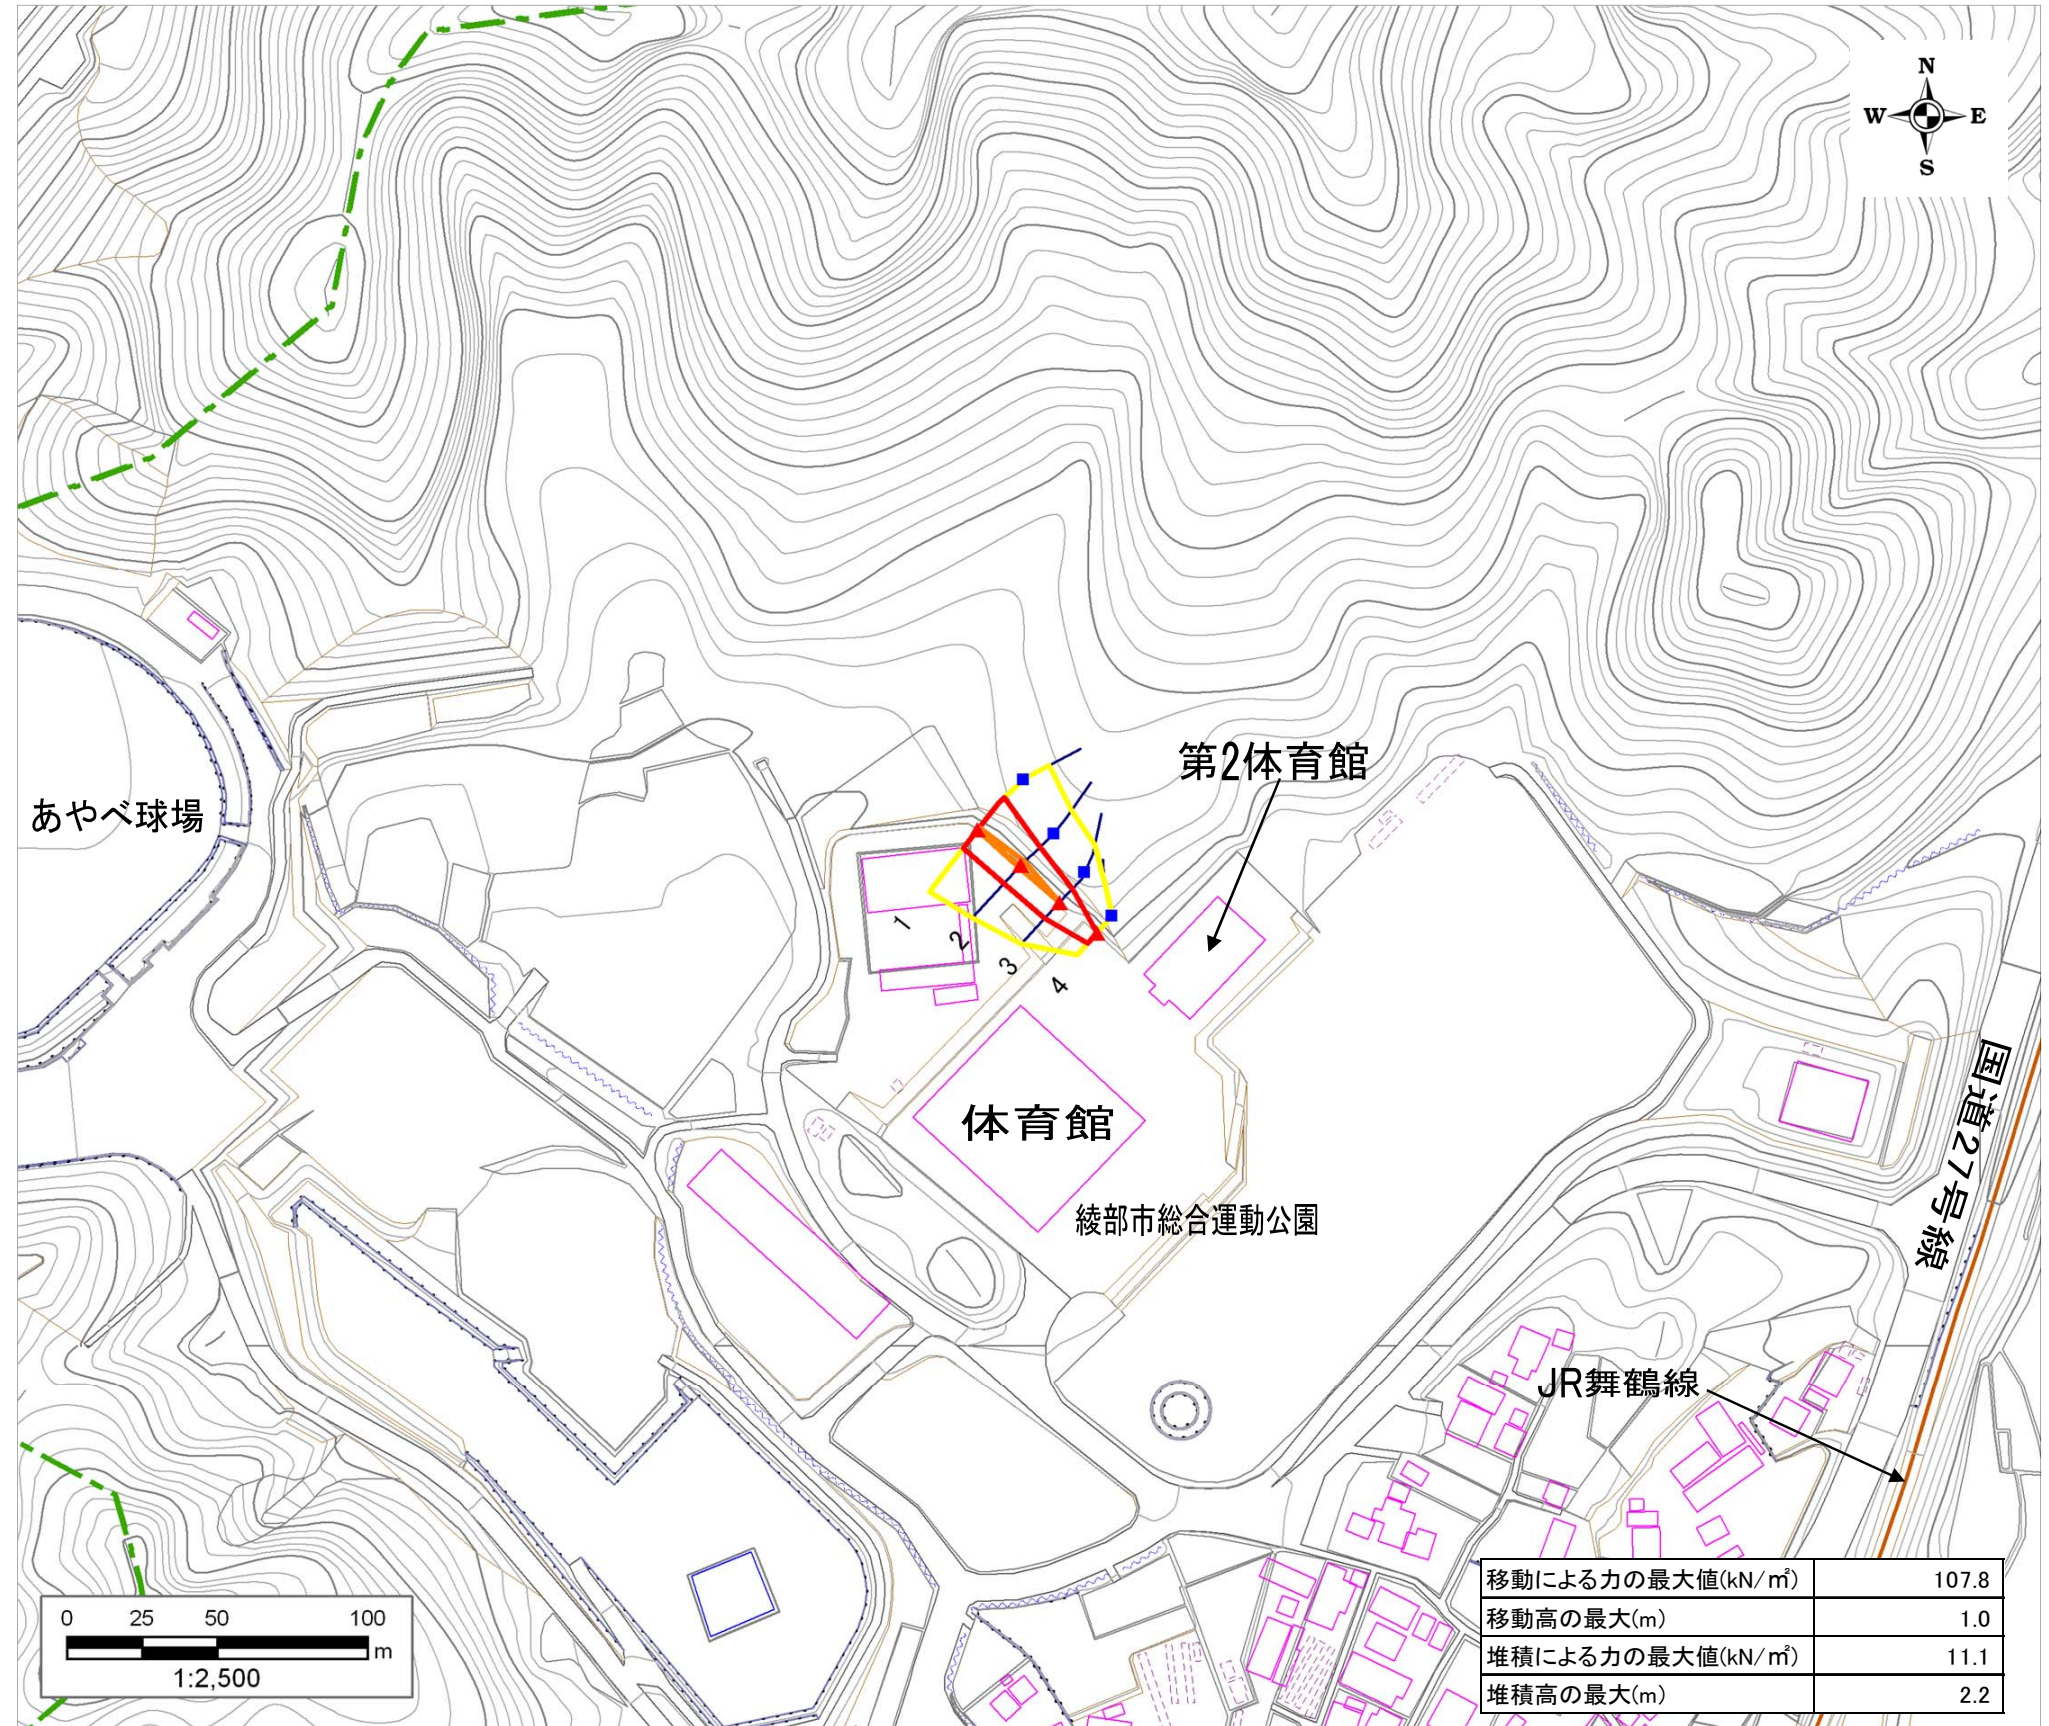 N
W E
S
第2体育館
あやべ球場
1
2
3
4
国道27号線
体育館
綾部市総合運動公園
JR舞鶴線
移動による力の最大値(kN/㎡) 107.8
移動高の最大(m) 1.0
堆積による力の最大値(kN/㎡) 11.1
堆積高の最大(m) 2.2
0 25 50 100
m
1:2,500